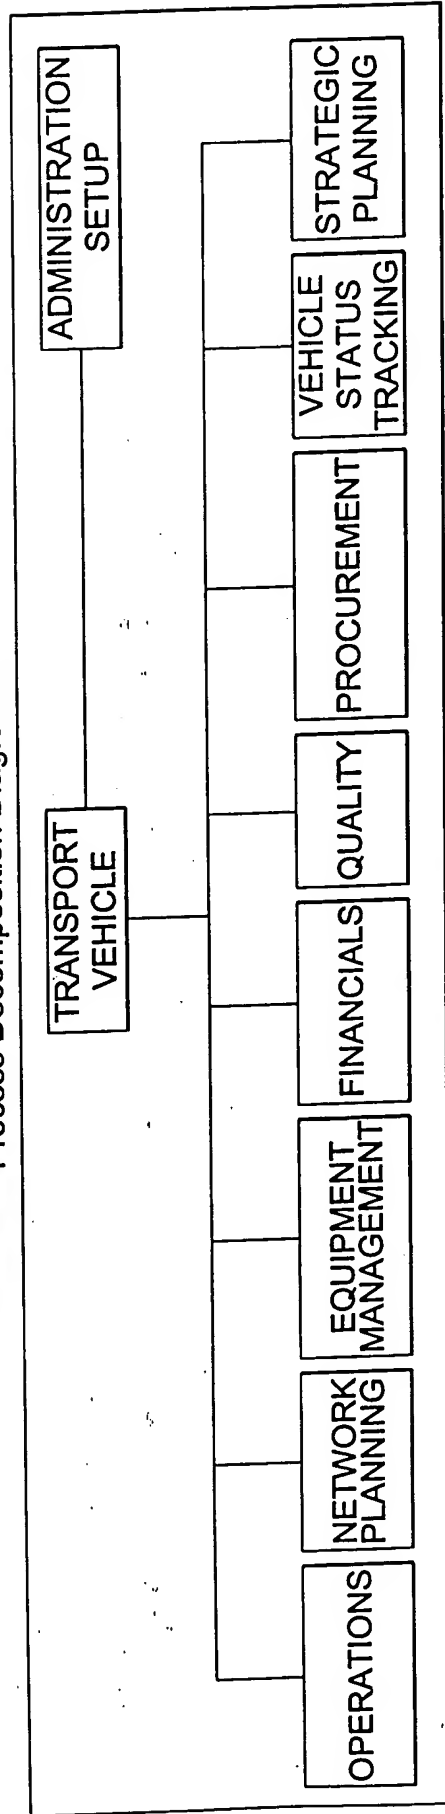 Process Decomposition Diagr
TRANSPORT
VEHICLE
ADMINISTRATION
SETUP
OPERATIONS
NETWORK
PLANNING
EQUIPMENT
MANAGEMENT
FINANCIALS
QUALITY
PROCUREMENT
VEHICLE
STATUS
TRACKING
STRATEGIC
PLANNING